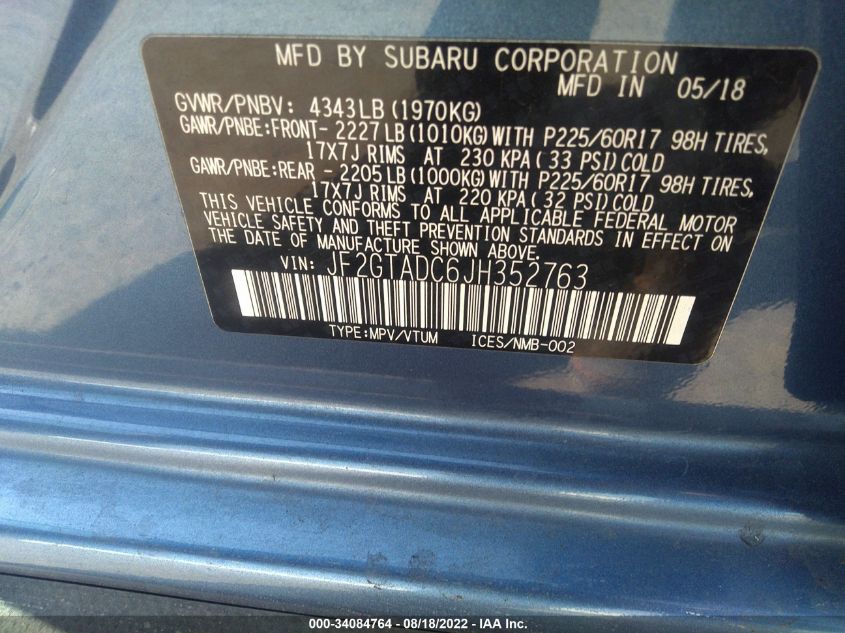 MFD BY SUBARU CORPORATION
MFD IN 05/18
GVWR/PNBV: 4343LB (1970KG)
GAWR/PNBE:FRONT- 2227LB (1010KG) WITH P225/60R17 98H TIRES,
17X7J RIMS AT 230 KPA ( 33 PSI) COLD
GAWR/PNBE:REAR - 2205LB (1000KG) WITH P225/60R17 98H TIRES,
17X7J RIMS AT 220 KPA ( 32 PSI) COLD
THIS VEHICLE CONFORMS TO ALL APPLICABLE FEDERAL MOTOR
VEHICLE SAFETY AND THEFT PREVENTION STANDARDS IN EFFECT ON
THE DATE OF MANUFACTURE SHOWN ABOVE.
VIN: JF2GTADC6JH352763
TYPE:MPV/VTUM ICES/NMB-002
000-34084764 - 08/18/2022 - IAA Inc.